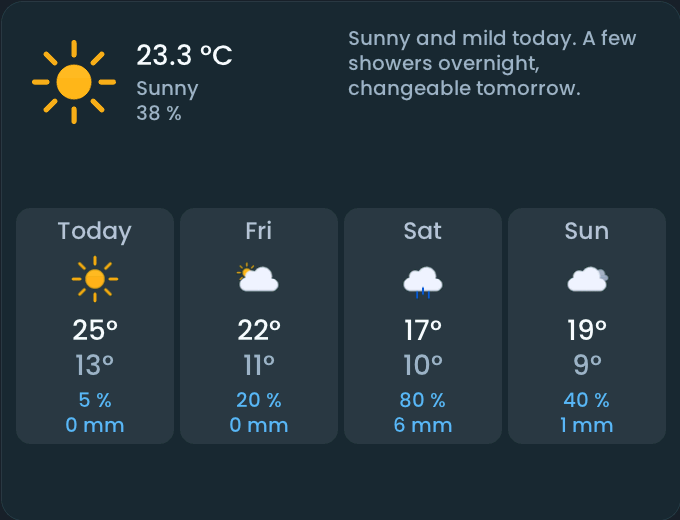 23.3 °C
Sunny
38 %
Sunny and mild today. A few
showers overnight,
changeable tomorrow.
Today
25°
13°
5 %
0 mm
Fri
22°
11°
20 %
0 mm
Sat
17°
10°
80 %
6 mm
Sun
19°
9°
40 %
1 mm